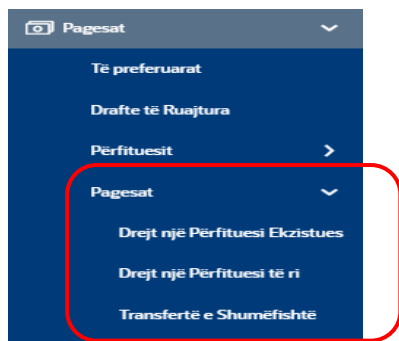 Pagesat
Të preferuarat
Drafte të Ruajtura
Përfituesit
Pagesat
Drejt një Përfituesi Ekzistues
Drejt një Përfituesi të ri
Transfertë e Shumëfishtë